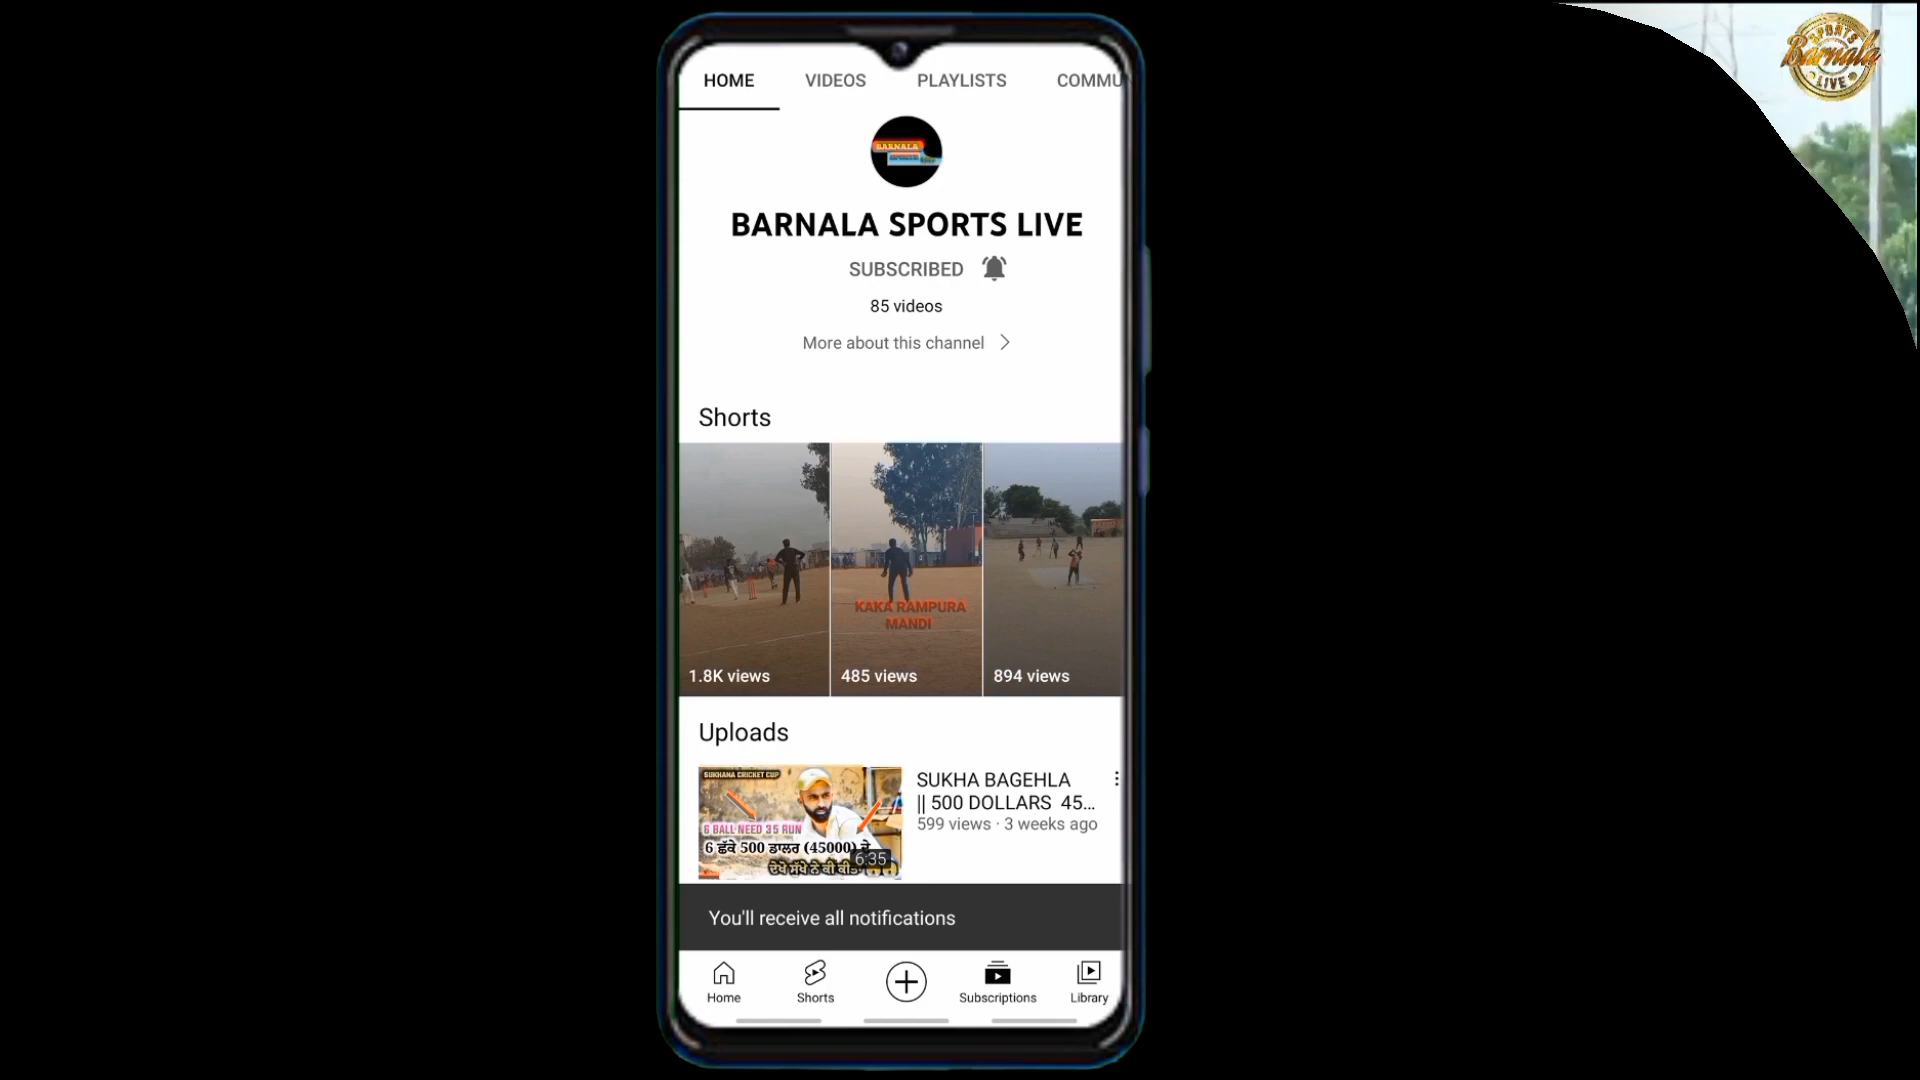 SPORTS
Barnala
LIVE
HOME VIDEOS PLAYLISTS COMMUN
BARNALA
BARNALA SPORTS LIVE
SUBSCRIBED
85 videos
More about this channel
Shorts
KAKA RAMPURA
MANDI
1.8K views 485 views 894 views
Uploads
SUKHANA CRICKET CUP
6 BALL NEED 35 RUN
6 ਛੱਕੇ 500 ਡਾਲਰ (45000) ਦੇ
ਦੇਖੋ ਸੁੱਖੇ ਨੇ ਕੀ ਕੀਤਾ
6:35
SUKHA BAGEHLA
|| 500 DOLLARS 45...
599 views · 3 weeks ago
You'll receive all notifications
Home Shorts Subscriptions Library